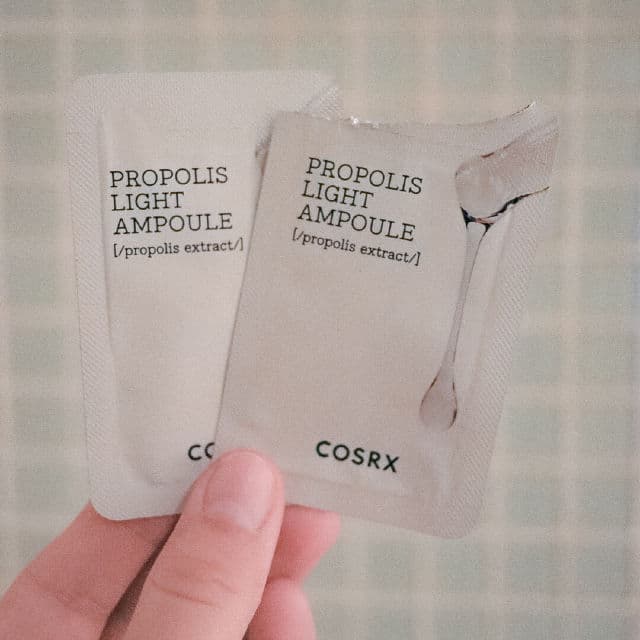 PROPOLIS
LIGHT
AMPOULE
[/propolis extract/]
PROPOLIS
LIGHT
AMPOULE
[/propolis extract/]
COSRX